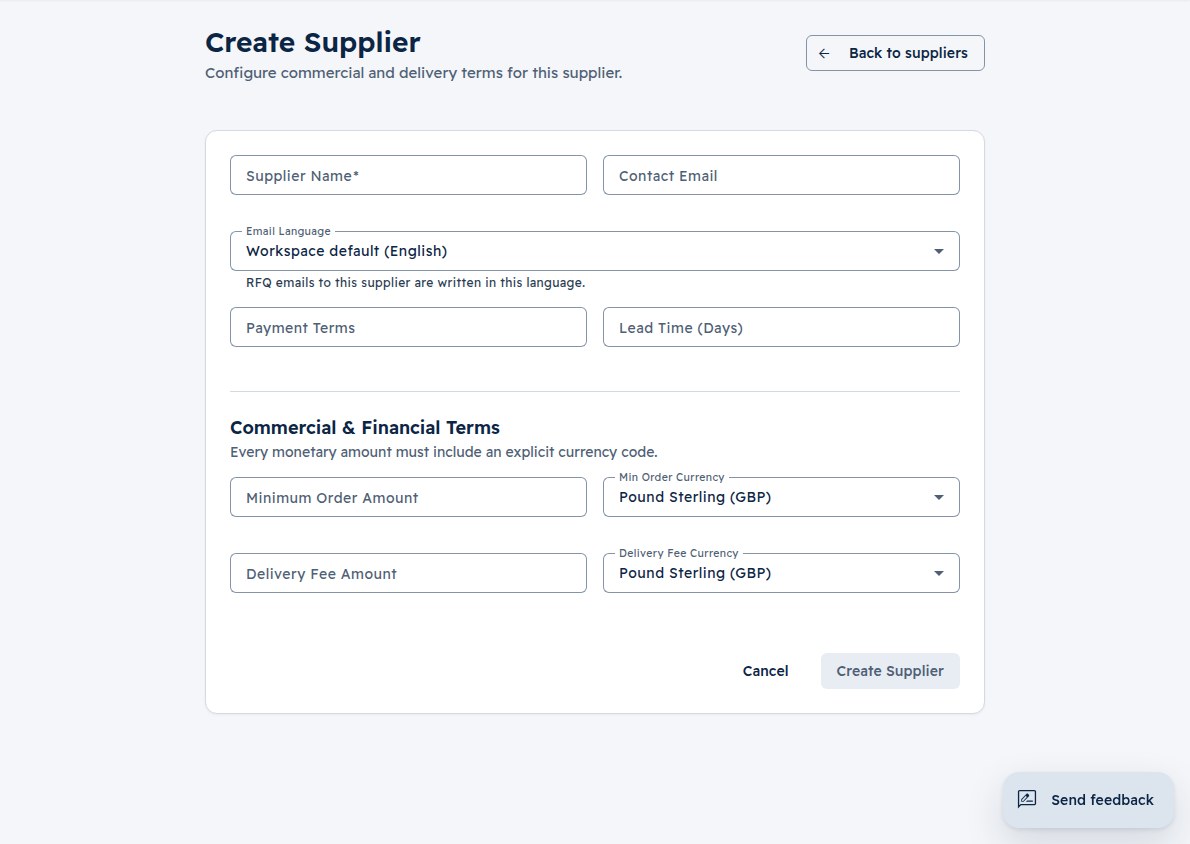 Create Supplier
Configure commercial and delivery terms for this supplier.
Back to suppliers
Supplier Name*
Contact Email
Email Language
Workspace default (English)
RFQ emails to this supplier are written in this language.
Payment Terms
Lead Time (Days)
Commercial & Financial Terms
Every monetary amount must include an explicit currency code.
Minimum Order Amount
Min Order Currency
Pound Sterling (GBP)
Delivery Fee Amount
Delivery Fee Currency
Pound Sterling (GBP)
Cancel
Create Supplier
Send feedback